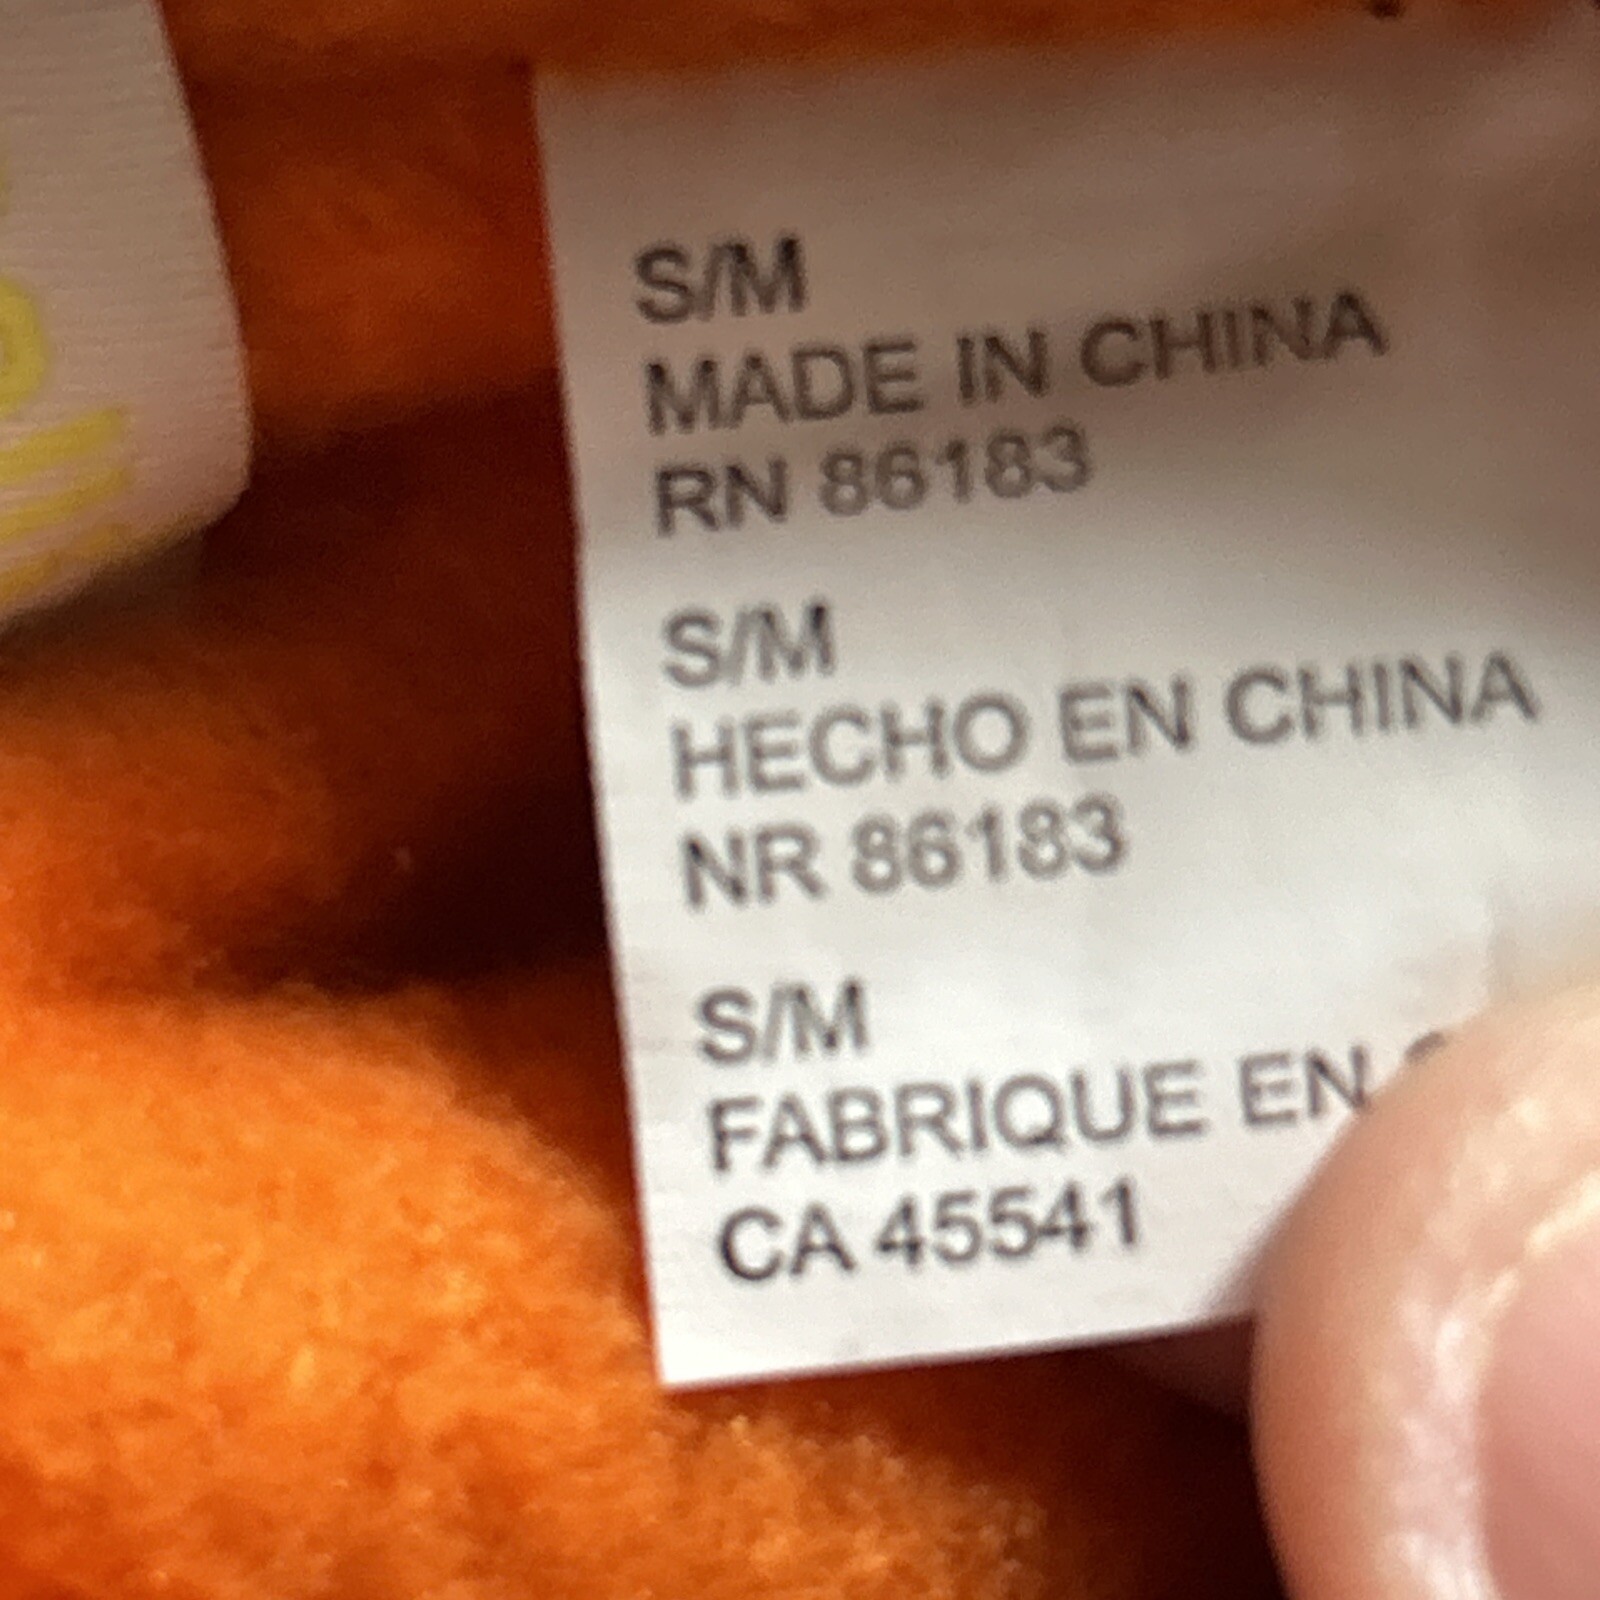 S/M
MADE IN CHINA
RN 86183
S/M
HECHO EN CHINA
NR 86183
S/M
FABRIQUE EN
CA 45541